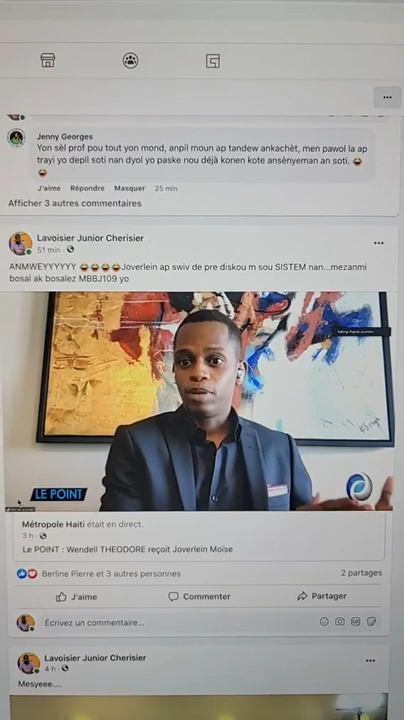 Jenny Georges
Yon sèl prof pou tout yon mond, anpil moun ap tandew ankachèt, men pawol la ap
trayi yo depil soti nan dyol yo paske nou déjà konen kote ansènyeman an soti.
J'aime Répondre Masquer 25 min
Afficher 3 autres commentaires
Lavoisier Junior Cherisier
51 min
ANMWEYYYYYY Joverlein ap swiv de pre diskou m sou SISTEM nan...mezanmi
bosal ak bosalez MBBJ109 yo
LE POINT
Métropole Haiti était en direct.
3 h
Le POINT : Wendell THEODORE reçoit Joverlein Moïse
Berline Pierre et 3 autres personnes
2 partages
J'aime
Commenter
Partager
Écrivez un commentaire...
GIF
Lavoisier Junior Cherisier
4 h
Mesyeee....